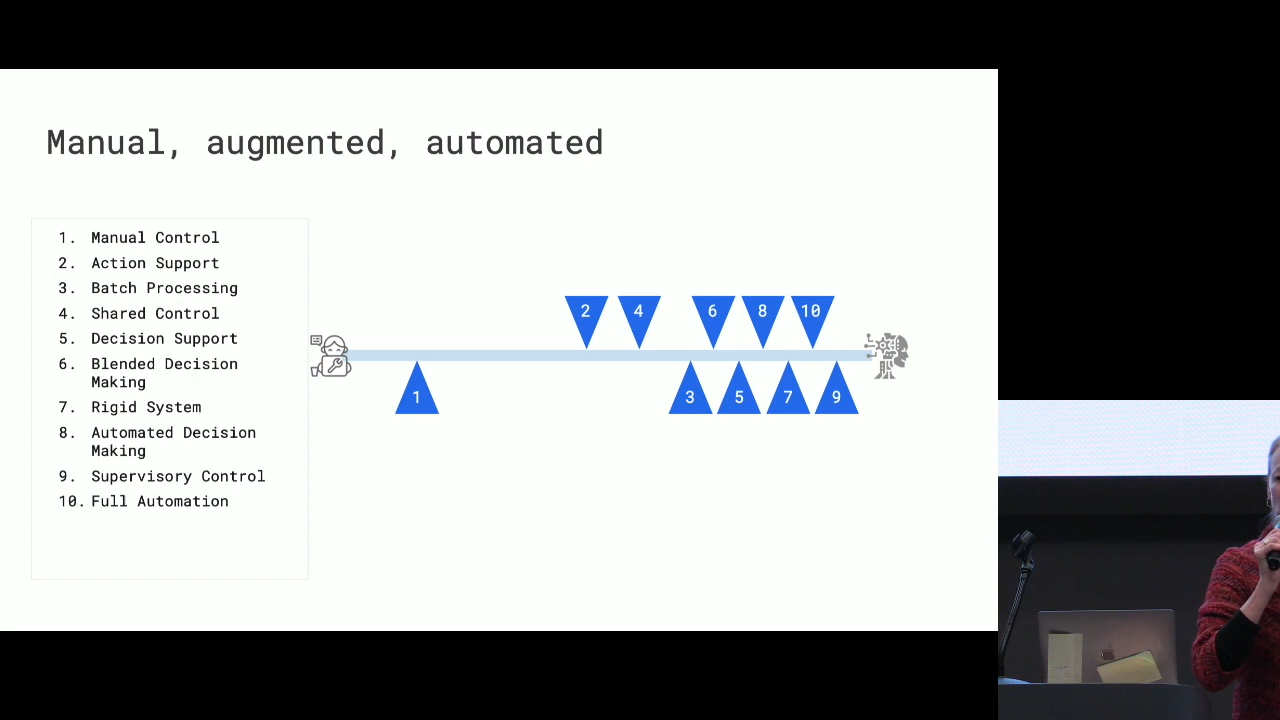 Manual, augmented, automated
1. Manual Control
2. Action Support
3. Batch Processing
4. Shared Control
5. Decision Support
6. Blended Decision
Making
7. Rigid System
8. Automated Decision
Making
9. Supervisory Control
10. Full Automation
2 4 6 8 10
1 3 5 7 9